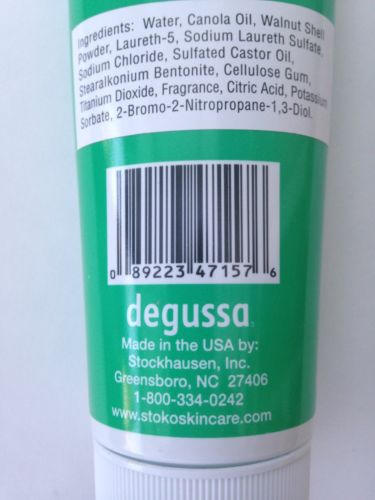 Ingredients: Water, Canola Oil, Walnut Shell
Powder, Laureth-5, Sodium Laureth Sulfate,
Sodium Chloride, Sulfated Castor Oil,
Stearalkonium Bentonite, Cellulose Gum,
Titanium Dioxide, Fragrance, Citric Acid, Potassium
Sorbate, 2-Bromo-2-Nitropropane-1,3-Diol.
0 89223 47157 6
degussa
Made in the USA by:
Stockhausen, Inc.
Greensboro, NC 27406
1-800-334-0242
www.stokoskincare.com